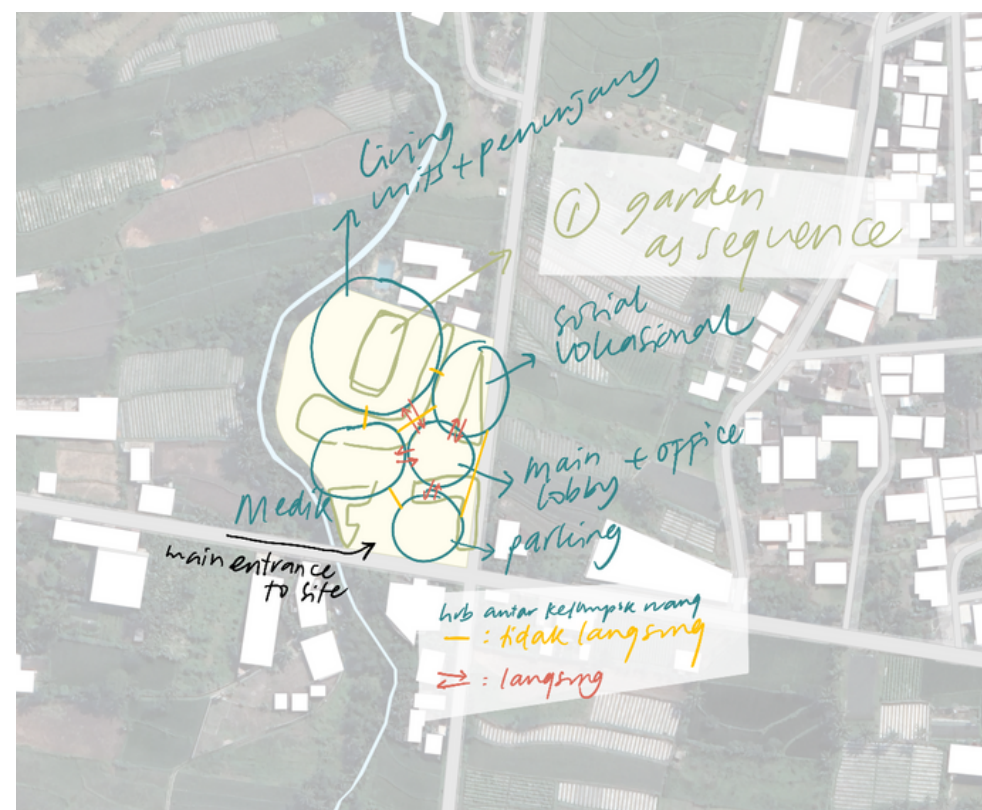 living
units + penunjang
① garden
as sequence
sosial
vokasional
main + office
lobby
parking
Medik
main entrance
to site
hub antar kelompok ruang
— : tidak langsung
⇄ : langsung